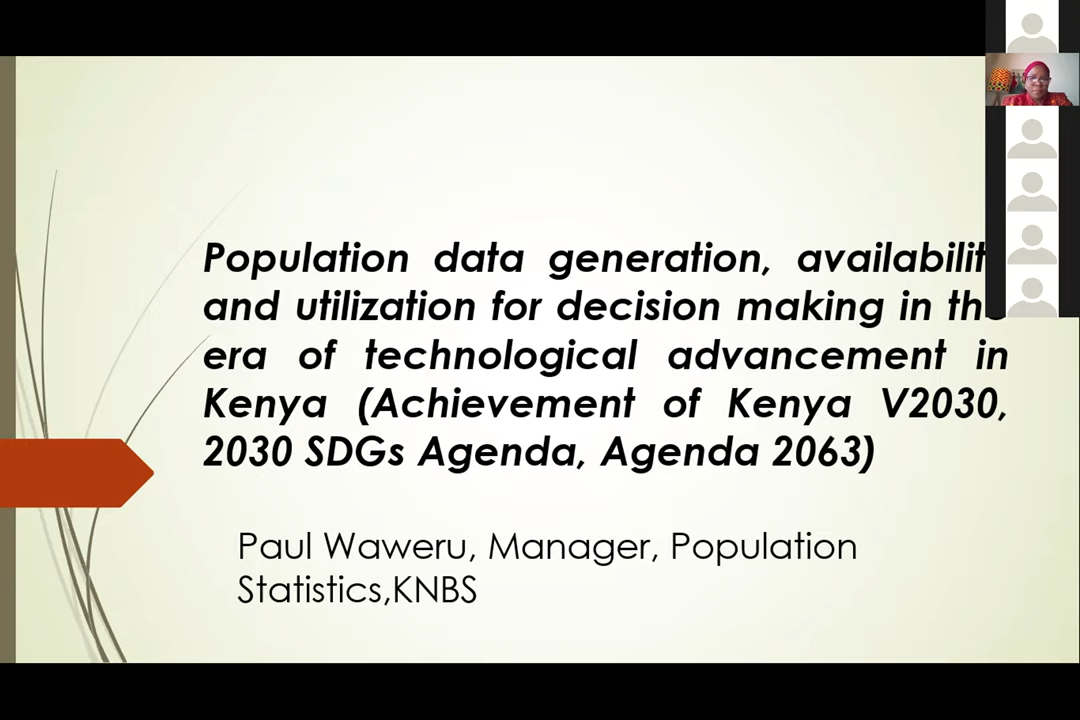 Population data generation, availabilit
and utilization for decision making in the
era of technological advancement in
Kenya (Achievement of Kenya V2030,
2030 SDGs Agenda, Agenda 2063)
Paul Waweru, Manager, Population
Statistics,KNBS